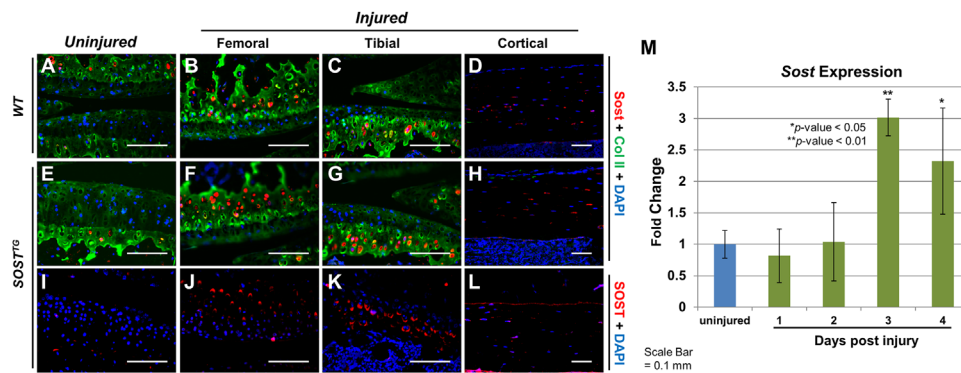 Injured
Uninjured
Femoral
Tibial
Cortical
WT
SOST^TG
A
B
C
D
E
F
G
H
I
J
K
L
Sost + Col II + DAPI
SOST + DAPI
M
Sost Expression
Fold Change
3.5
3
2.5
2
1.5
1
0.5
0
*p-value < 0.05
**p-value < 0.01
**
*
uninjured
1
2
3
4
Days post injury
Scale Bar
= 0.1 mm